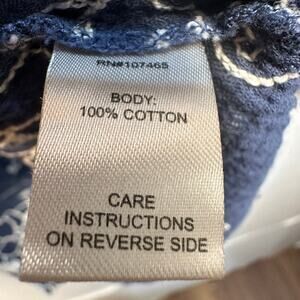 RN#107465
BODY:
100% COTTON
CARE
INSTRUCTIONS
ON REVERSE SIDE